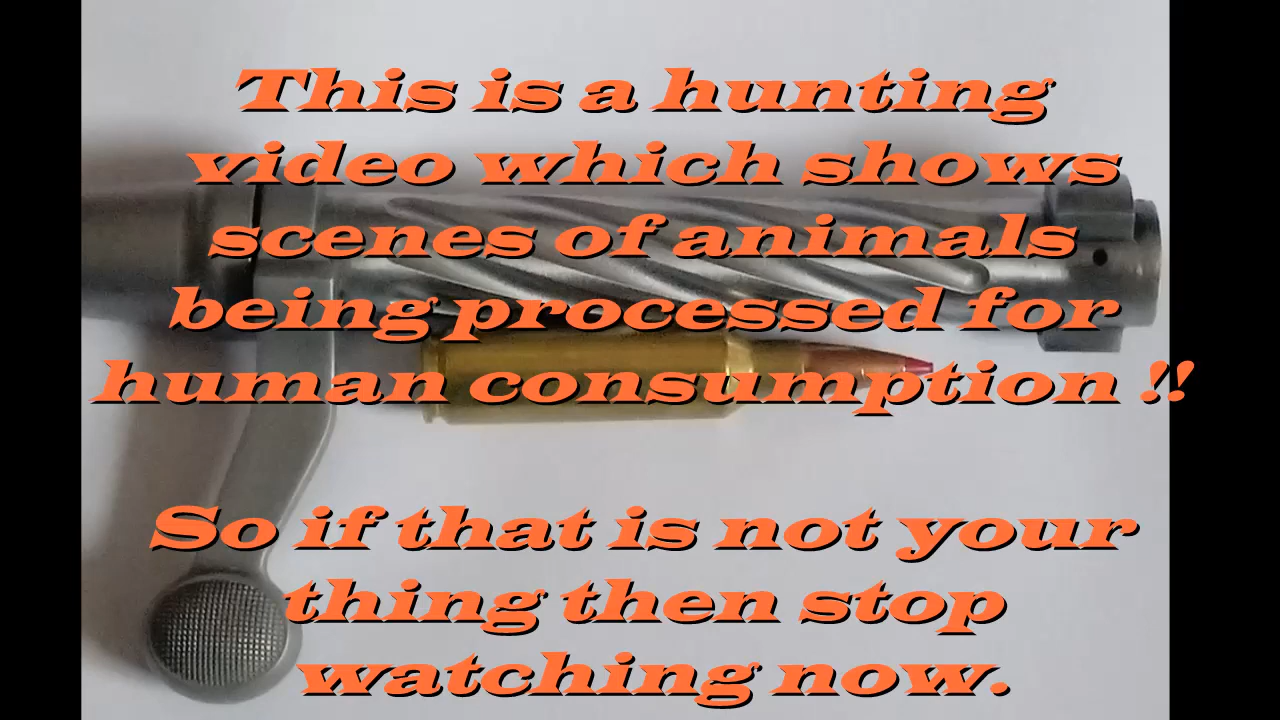 This is a hunting
video which shows
scenes of animals
being processed for
human consumption !!
So if that is not your
thing then stop
watching now.